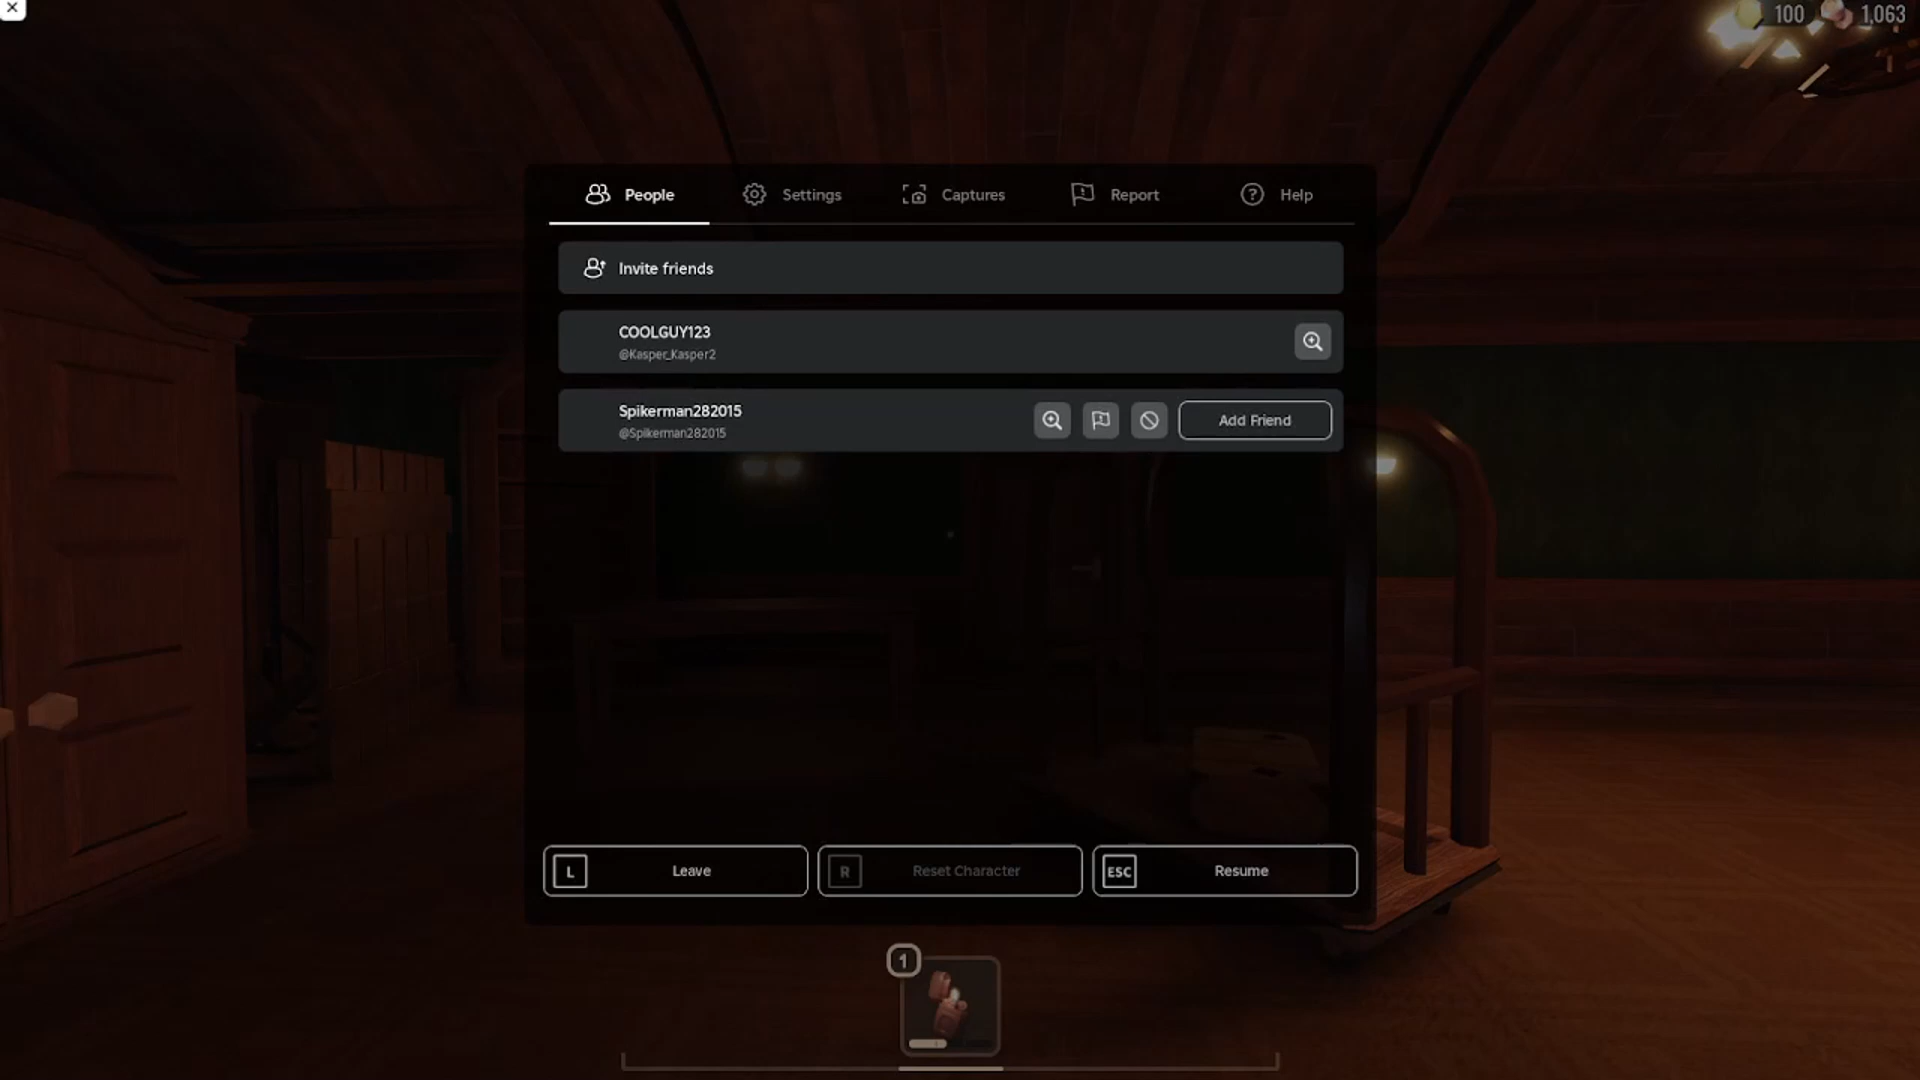 100 1,063
People Settings Captures Report Help
Invite friends
COOLGUY123
@Kasper_Kasper2
Spikerman282015
@Spikerman282015
Add Friend
L Leave R Reset Character ESC Resume
1